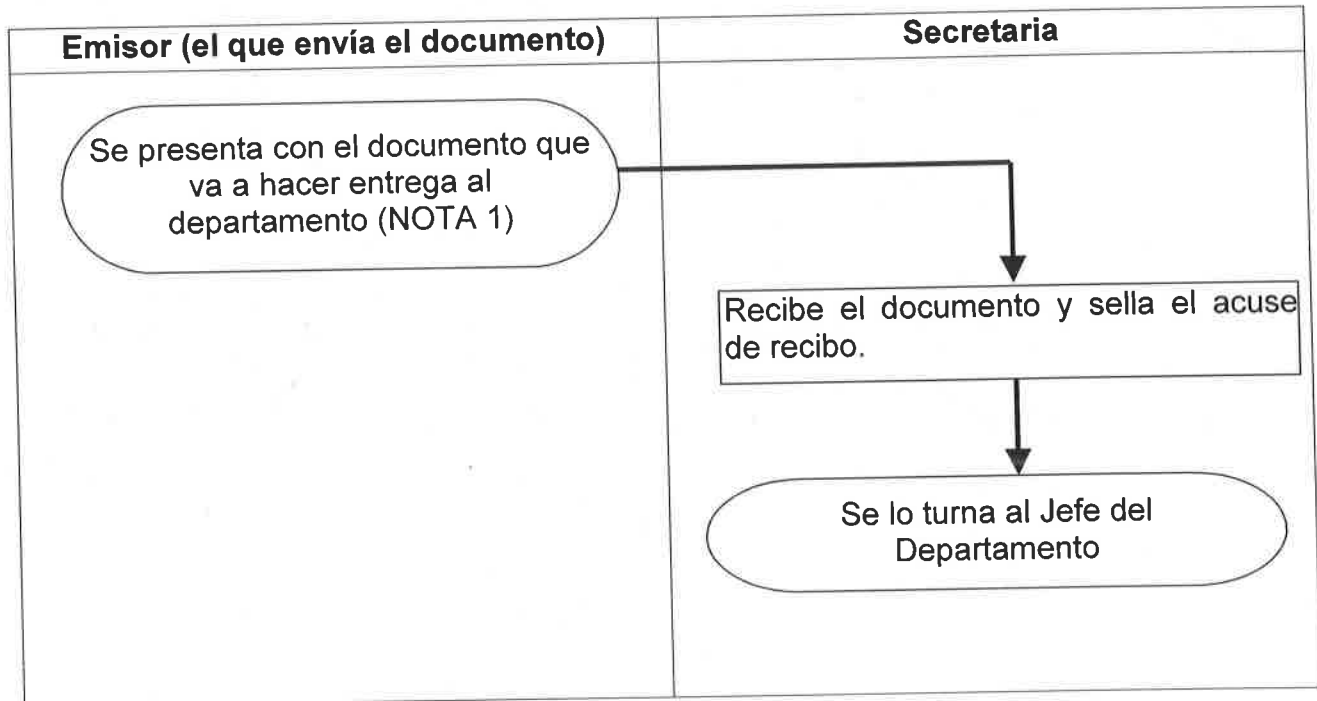 Emisor (el que envía el documento)
Secretaria
Se presenta con el documento que
va a hacer entrega al
departamento (NOTA 1)
Recibe el documento y sella el acuse
de recibo.
Se lo turna al Jefe del
Departamento